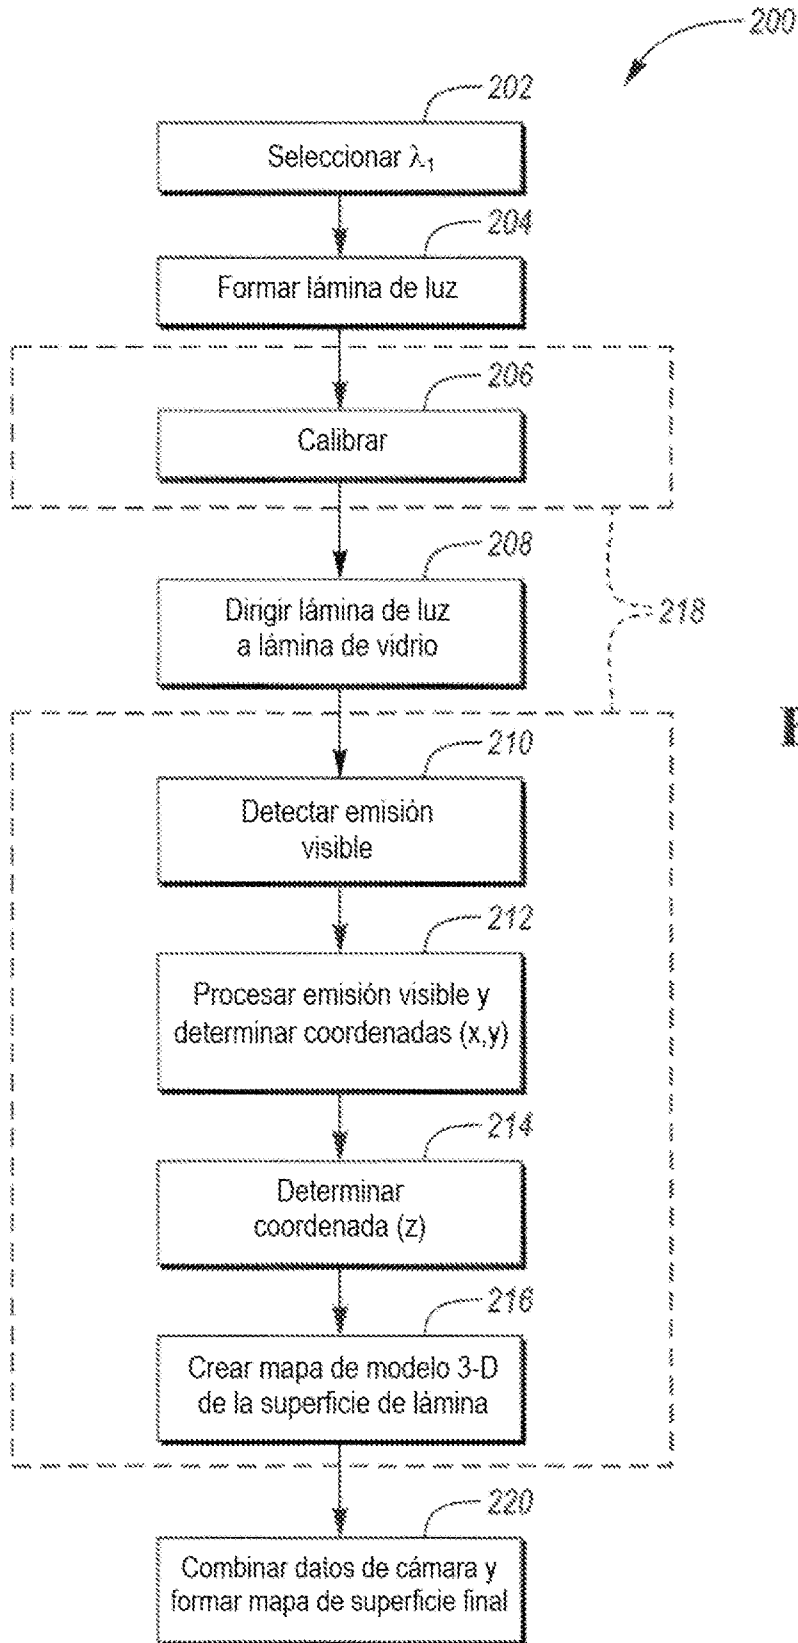 200
202
Seleccionar λ₁
204
Formar lámina de luz
206
Calibrar
208
Dirigir lámina de luz
a lámina de vidrio
218
210
Detectar emisión
visible
212
Procesar emisión visible y
determinar coordenadas (x,y)
214
Determinar
coordenada (z)
216
Crear mapa de modelo 3-D
de la superficie de lámina
220
Combinar datos de cámara y
formar mapa de superficie final